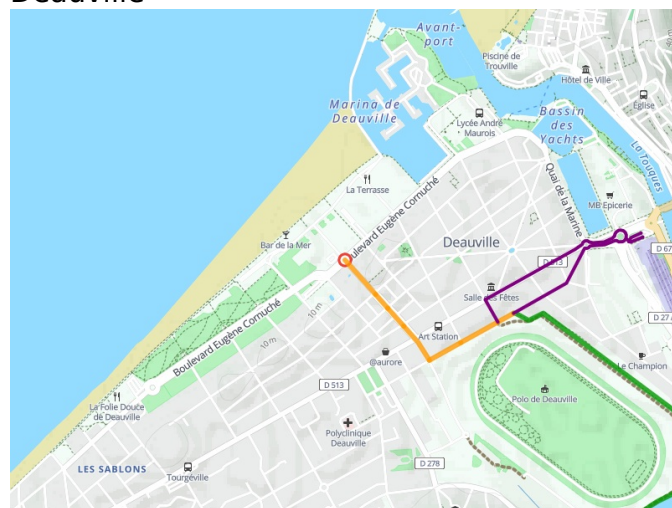 Deauville
Avant-
port
Piscine de
Trouville
Hôtel de Ville
Marina de
Deauville
Lycée André
Maurois
Bassin
des
Yachts
Église
La Touques
La Terrasse
Quai de la Marine
MB Epicerie
Boulevard Eugène Cornuché
Bar de la Mer
Deauville
D 513
D 67
10 m
Salle des Fêtes
10 m
Art Station
D 27
Boulevard Eugène Cornuché
@aurore
Le Champion
D 513
Polo de Deauville
La Folie Douce
de Deauville
Polyclinique
Deauville
LES SABLONS
Tourgéville
D 278